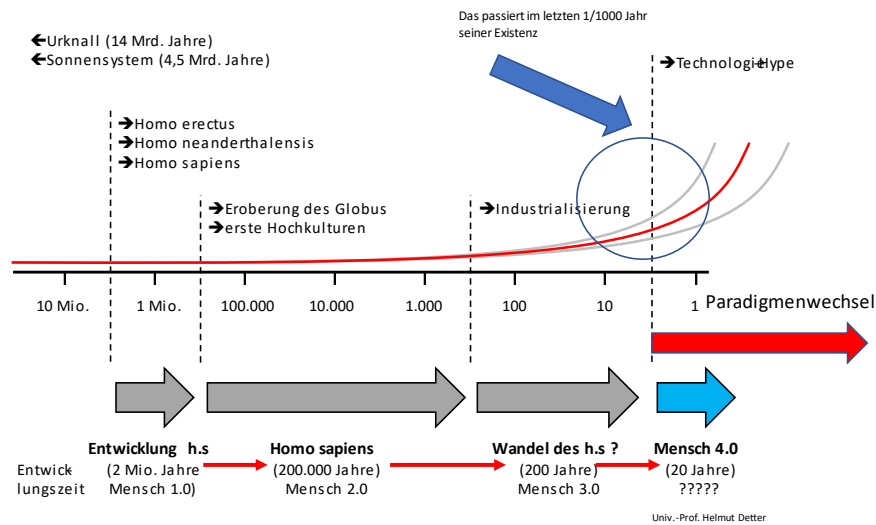 Das passiert im letzten 1/1000 Jahr
seiner Existenz
🡨Urknall (14 Mrd. Jahre)
🡨Sonnensystem (4,5 Mrd. Jahre)
➔Technologie-Hype
➔Homo erectus
➔Homo neanderthalensis
➔Homo sapiens
➔Eroberung des Globus
➔erste Hochkulturen
➔Industrialisierung
10 Mio. 1 Mio. 100.000 10.000 1.000 100 10 1
Paradigmenwechsel
Entwicklung h.s
(2 Mio. Jahre
Mensch 1.0)
Homo sapiens
(200.000 Jahre)
Mensch 2.0
Wandel des h.s ?
(200 Jahre)
Mensch 3.0
Mensch 4.0
(20 Jahre)
?????
Entwick-
lungszeit
Univ.-Prof. Helmut Detter